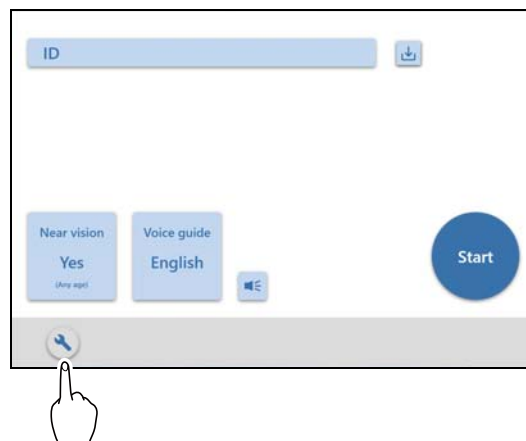 ID
Near vision
Yes
(Any age)
Voice guide
English
Start